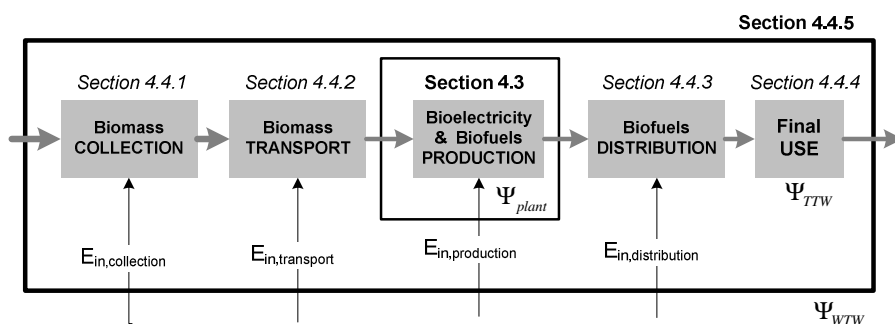 Section 4.4.5
Section 4.4.1
Section 4.4.2
Section 4.3
Section 4.4.3
Section 4.4.4
Biomass
COLLECTION
Biomass
TRANSPORT
Bioelectricity
& Biofuels
PRODUCTION
Biofuels
DISTRIBUTION
Final
USE
Ψplant
ΨTTW
Ein,collection
Ein,transport
Ein,production
Ein,distribution
ΨWTW